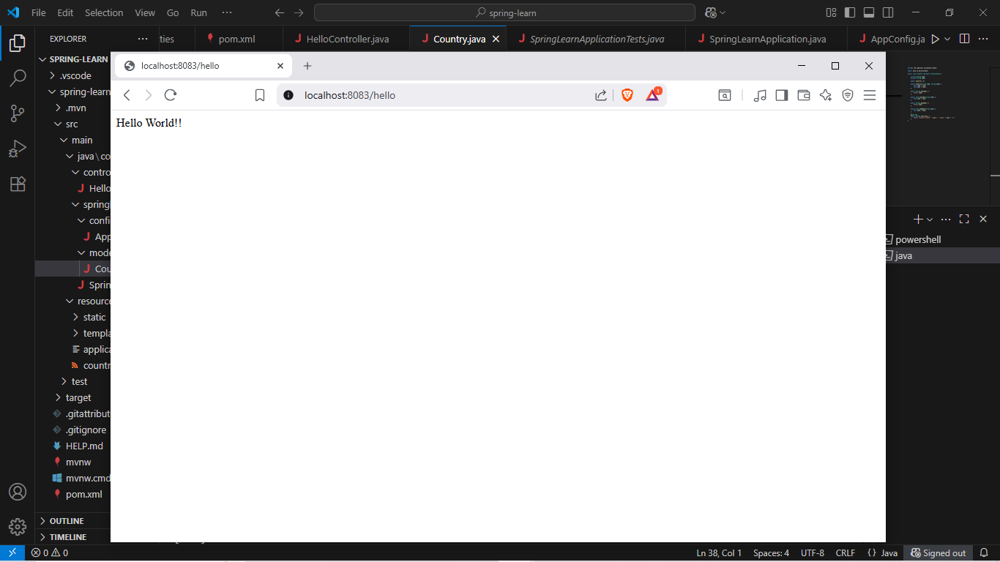 File Edit Selection View Go Run ··· spring-learn
EXPLORER ···
ties pom.xml HelloController.java Country.java SpringLearnApplicationTests.java SpringLearnApplication.java AppConfig.ja
SPRING-LEARN
.vscode
spring-learn
.mvn
src
main
java\co
contro
Hello
spring
confi
App
mode
Cou
Sprin
resource
static
templa
applica
countr
test
target
.gitattribut
.gitignore
HELP.md
mvnw
mvnw.cmd
pom.xml
OUTLINE
TIMELINE
localhost:8083/hello
localhost:8083/hello
1
Hello World!!
powershell
java
0 0 Ln 38, Col 1 Spaces: 4 UTF-8 CRLF {} Java Signed out